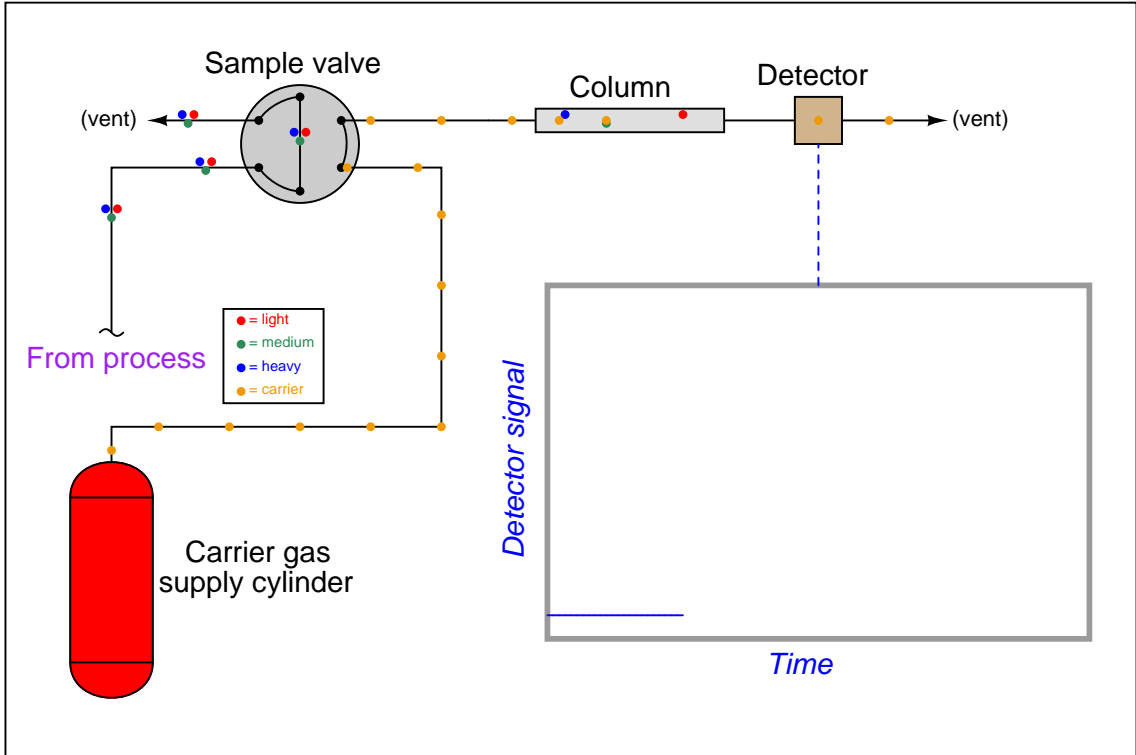 Sample valve
Column
Detector
(vent)
(vent)
From process
= light
= medium
= heavy
= carrier
Detector signal
Carrier gas
supply cylinder
Time